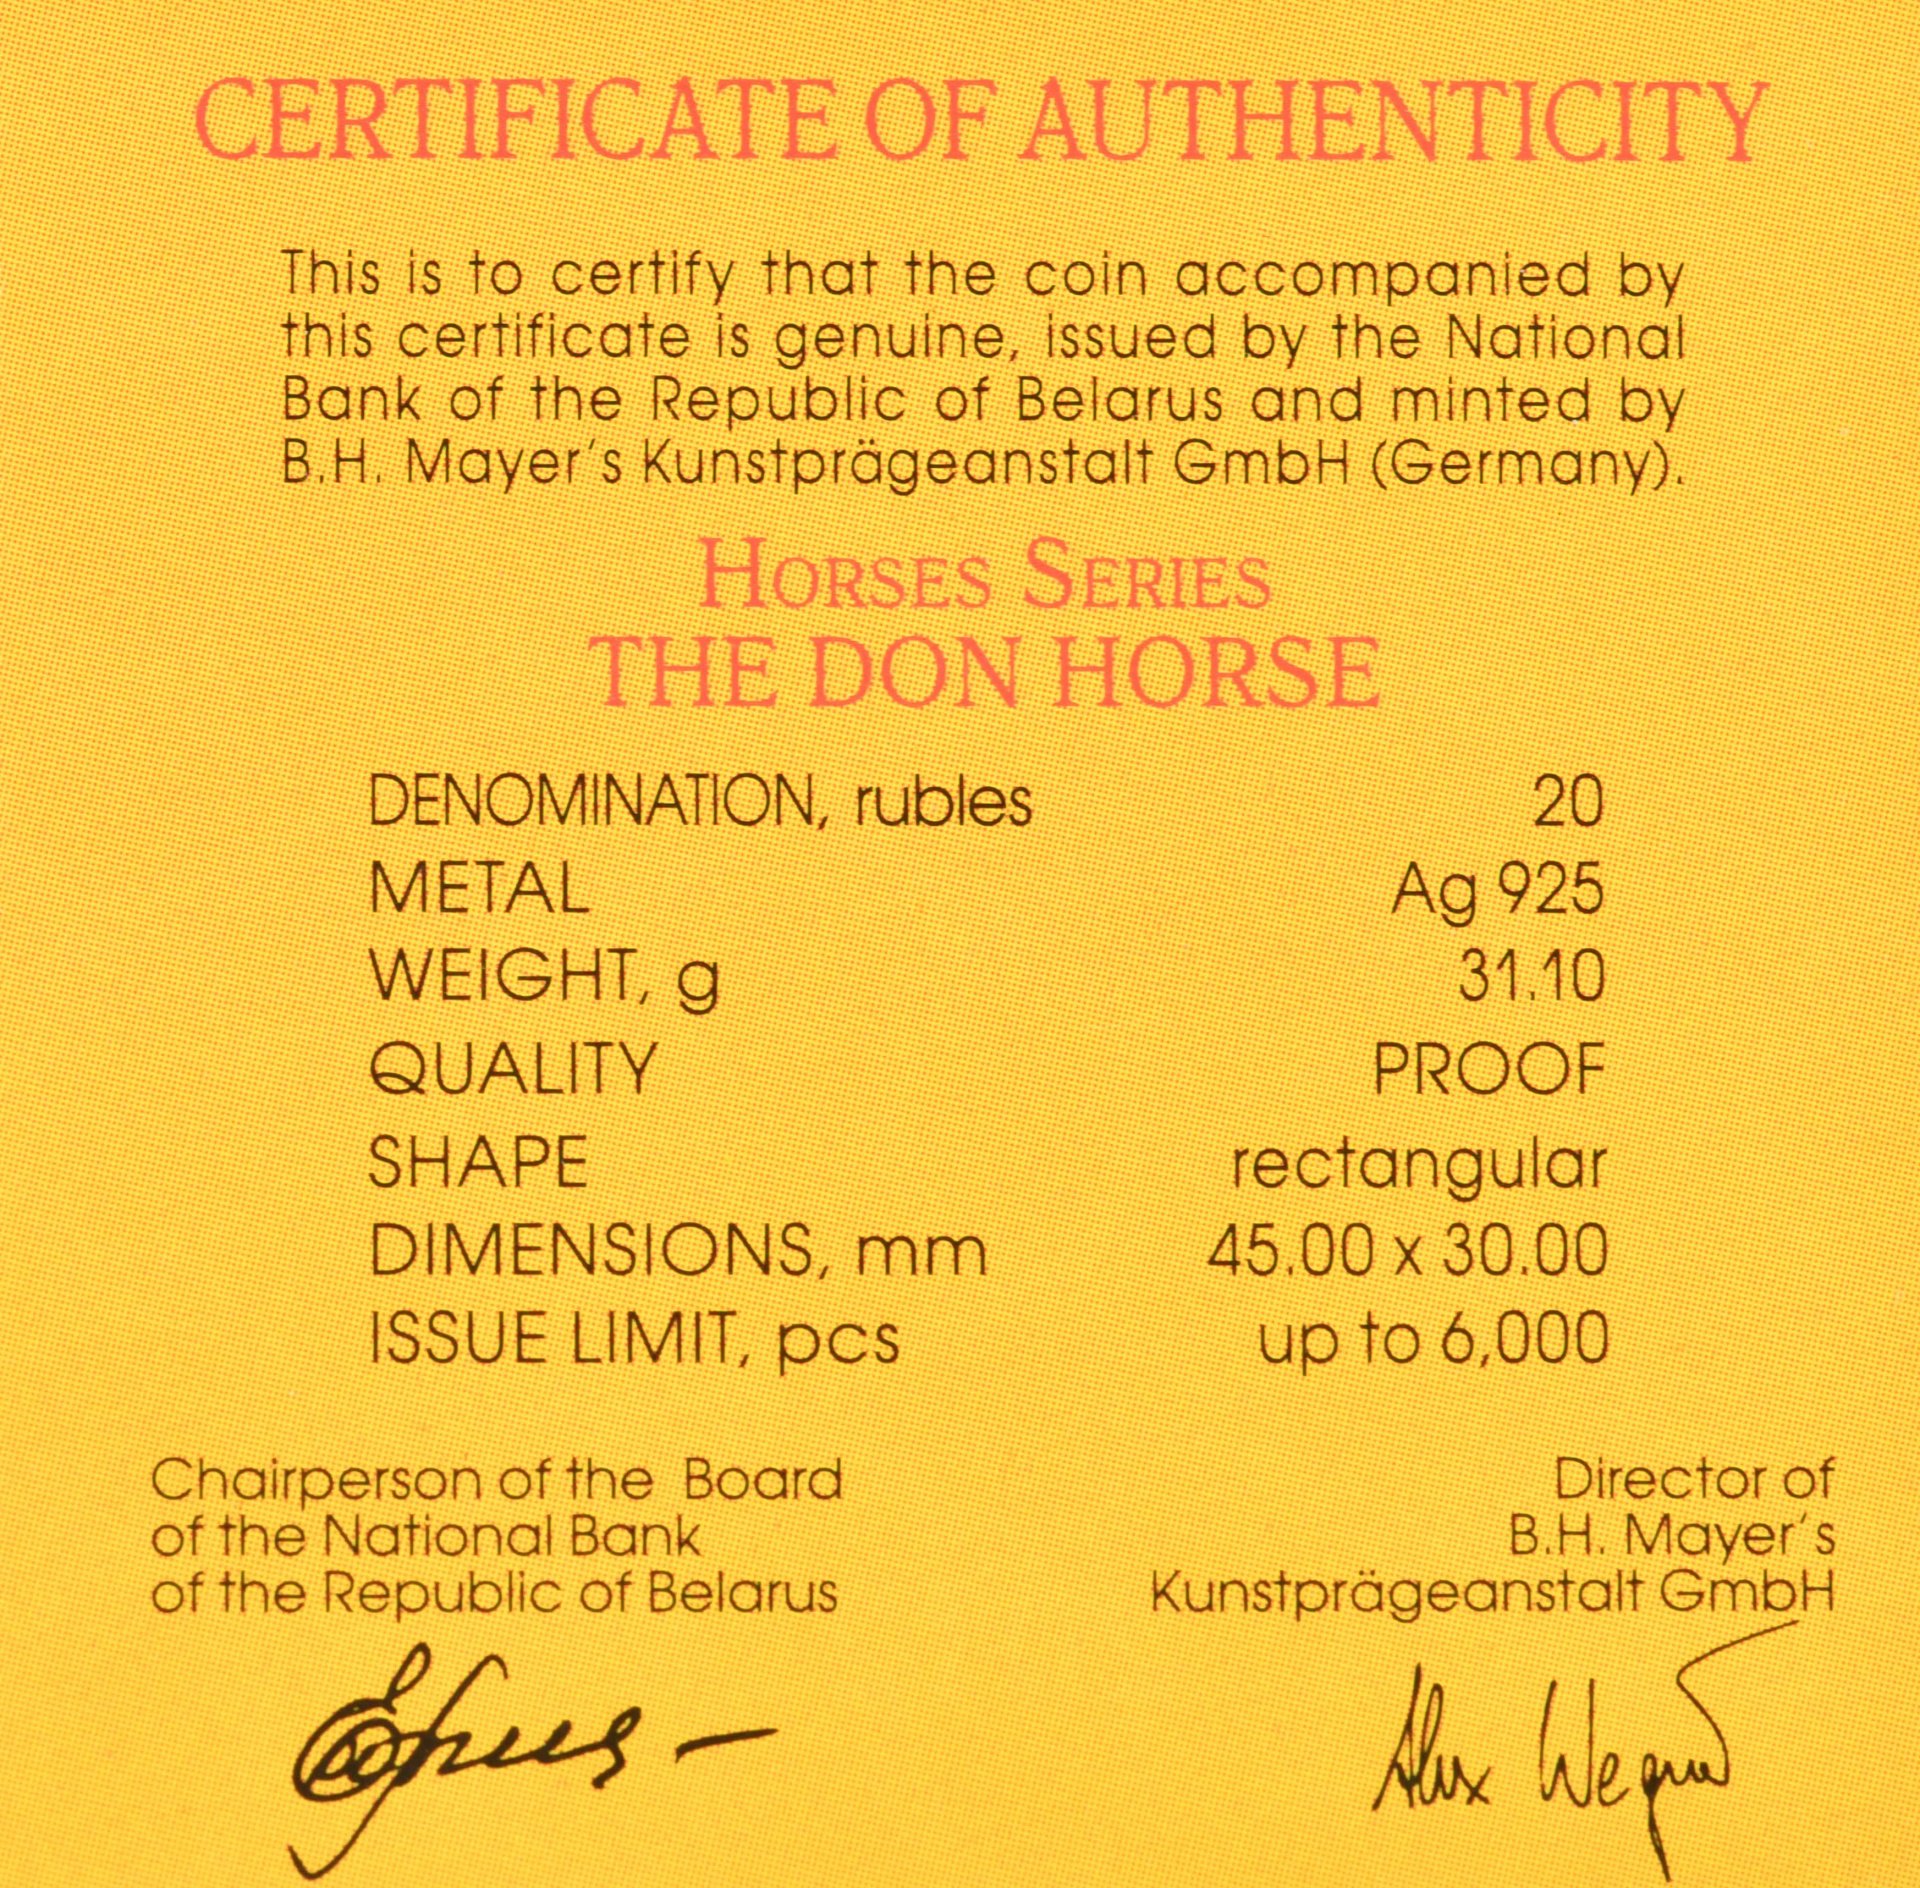 CERTIFICATE OF AUTHENTICITY
This is to certify that the coin accompanied by
this certificate is genuine, issued by the National
Bank of the Republic of Belarus and minted by
B.H. Mayer´s Kunstprägeanstalt GmbH (Germany).
HORSES SERIES
THE DON HORSE
DENOMINATION, rubles 20
METAL Ag 925
WEIGHT, g 31.10
QUALITY PROOF
SHAPE rectangular
DIMENSIONS, mm 45.00 x 30.00
ISSUE LIMIT, pcs up to 6,000
Chairperson of the Board
of the National Bank
of the Republic of Belarus
Director of
B.H. Mayer´s
Kunstprägeanstalt GmbH